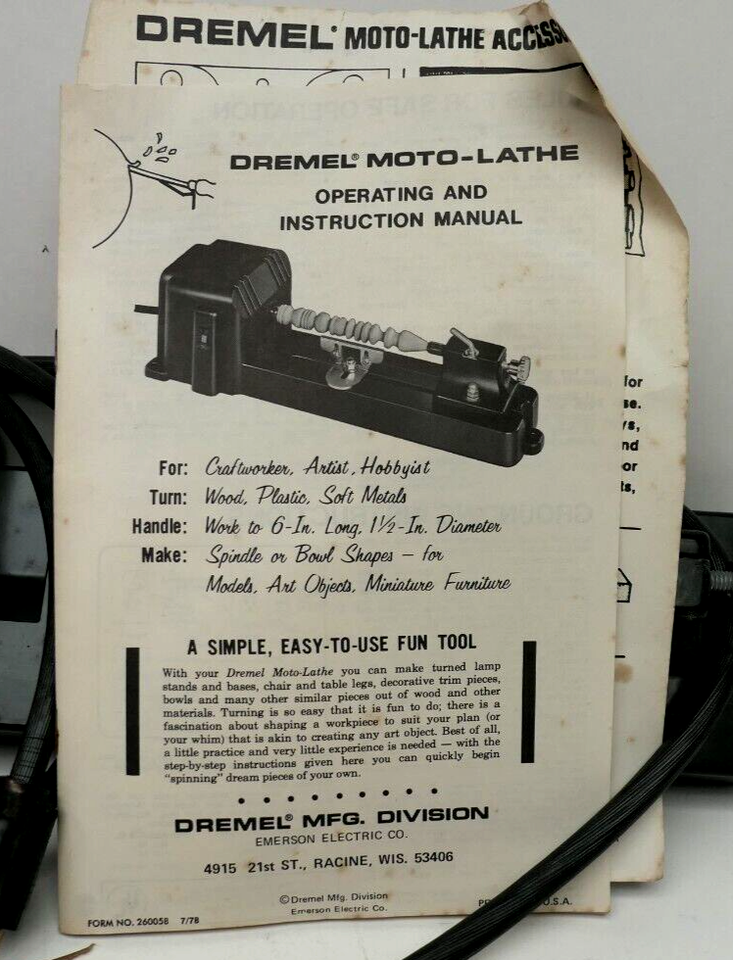 DREMEL® MOTO-LATHE
DREMEL® MOTO-LATHE
OPERATING AND
INSTRUCTION MANUAL
For: Craftworker, Artist, Hobbyist
Turn: Wood, Plastic, Soft Metals
Handle: Work to 6-In. Long, 1½-In. Diameter
Make: Spindle or Bowl Shapes – for
Models, Art Objects, Miniature Furniture
A SIMPLE, EASY-TO-USE FUN TOOL
With your Dremel Moto-Lathe you can make turned lamp
stands and bases, chair and table legs, decorative trim pieces,
bowls and many other similar pieces out of wood and other
materials. Turning is so easy that it is fun to do; there is a
fascination about shaping a workpiece to suit your plan (or
your whim) that is akin to creating any art object. Best of all,
a little practice and very little experience is needed — with the
step-by-step instructions given here you can quickly begin
"spinning" dream pieces of your own.
DREMEL® MFG. DIVISION
EMERSON ELECTRIC CO.
4915 21st ST., RACINE, WIS. 53406
© Dremel Mfg. Division
Emerson Electric Co.
FORM NO. 260058 7/78
U.S.A.
for